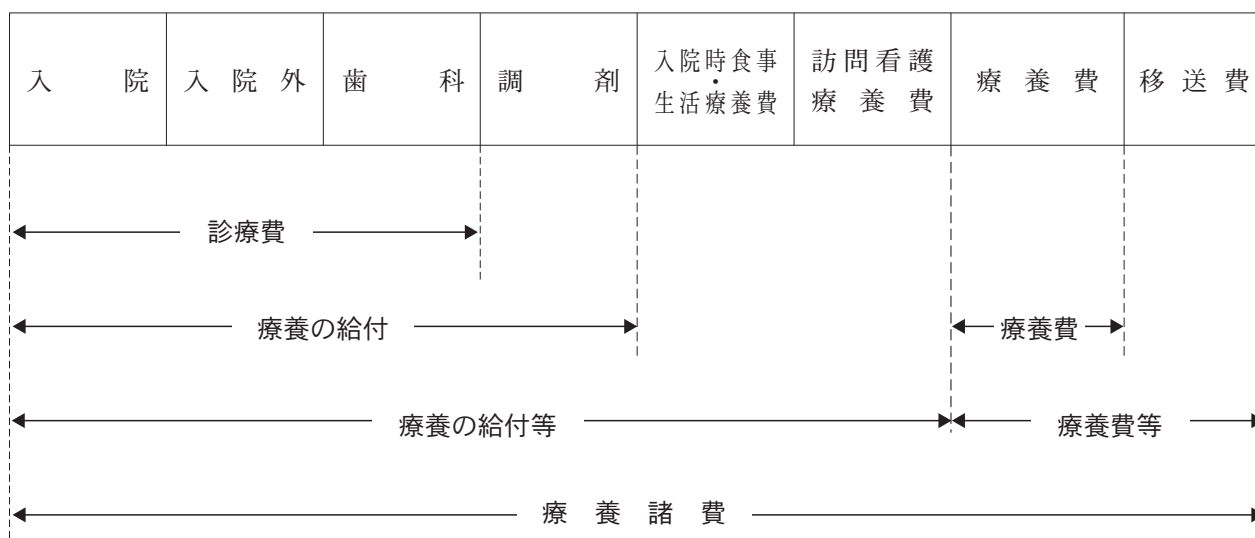 入院
入院外
歯科
調剤
入院時食事
・
生活療養費
訪問看護
療養費
療養費
移送費
診療費
療養の給付
療養費
療養の給付等
療養費等
療養諸費